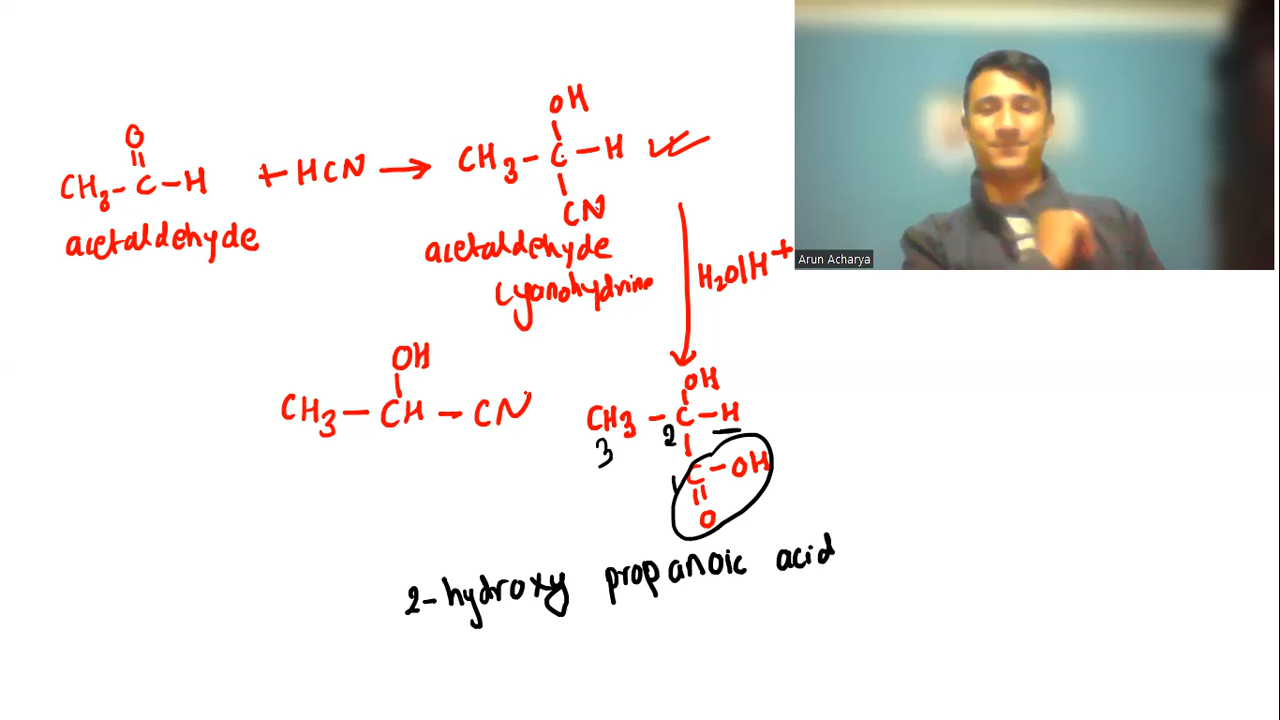 CH3-C(=O)-H + HCN → CH3-C(OH)(CN)-H
acetaldehyde
acetaldehyde
cyanohydrine
Arun Acharya
H2O/H+
OH
CH3 - CH - CN
OH
CH3 - C - H
3 2
1 C - OH
O
2-hydroxy propanoic acid